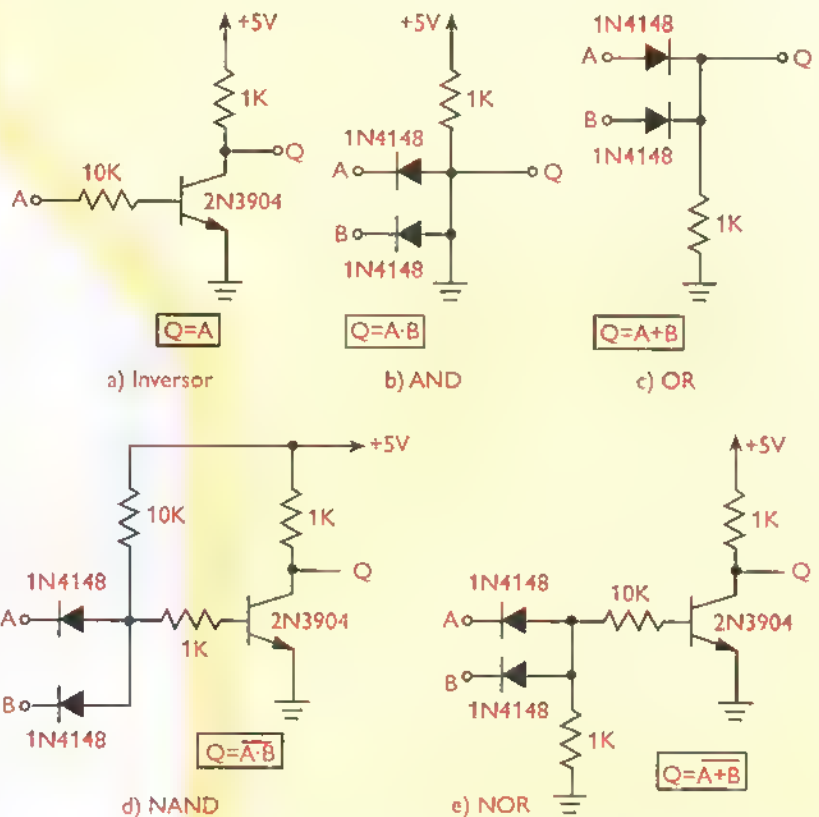 +5V
1K
10K
A
Q
2N3904
Q=A
a) Inversor
+5V
1K
1N4148
A
Q
B
1N4148
Q=A·B
b) AND
1N4148
A
Q
B
1N4148
1K
Q=A+B
c) OR
+5V
10K
1K
Q
1N4148
A
1K
2N3904
B
1N4148
Q=A̅·̅B̅
d) NAND
+5V
1K
Q
1N4148
A
10K
2N3904
B
1N4148
1K
Q=A̅+̅B̅
e) NOR